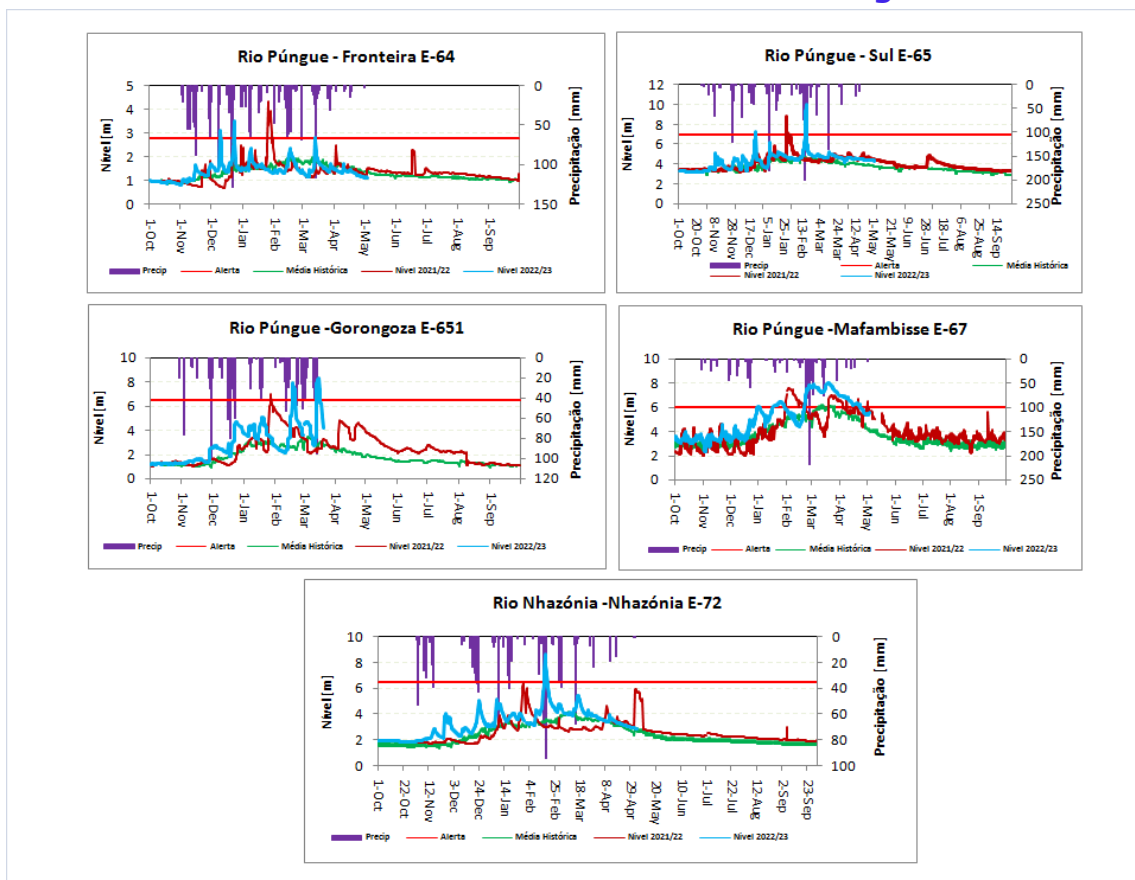 Rio Púngue - Fronteira E-64
Nível [m]
5
4
3
2
1
0
0
50
100
150
Precipitação [mm]
1-Oct
1-Nov
1-Dec
1-Jan
1-Feb
1-Mar
1-Apr
1-May
1-Jun
1-Jul
1-Aug
1-Sep
Precip Alerta Média Histórica Nivel 2021/22 Nivel 2022/23
Rio Púngue - Sul E-65
Nível [m]
12
10
8
6
4
2
0
0
50
100
150
200
250
Precipitação [mm]
1-Oct
20-Oct
8-Nov
28-Nov
17-Dec
5-Jan
25-Jan
13-Feb
4-Mar
24-Mar
12-Apr
1-May
21-May
9-Jun
28-Jun
18-Jul
6-Aug
25-Aug
14-Sep
Precip Alerta Média Histórica
Nivel 2021/22 Nivel 2022/23
Rio Púngue -Gorongoza E-651
Nível [m]
10
8
6
4
2
0
0
20
40
60
80
100
120
Precipitação [mm]
1-Oct
1-Nov
1-Dec
1-Jan
1-Feb
1-Mar
1-Apr
1-May
1-Jun
1-Jul
1-Aug
1-Sep
Precip Alerta Média Histórica Nivel 2021/22 Nivel 2022/23
Rio Púngue -Mafambisse E-67
Nível [m]
10
8
6
4
2
0
0
50
100
150
200
250
Precipitação [mm]
1-Oct
1-Nov
1-Dec
1-Jan
1-Feb
1-Mar
1-Apr
1-May
1-Jun
1-Jul
1-Aug
1-Sep
Precip Alerta Média Histórica Nivel 2021/22 Nivel 2022/23
Rio Nhazónia -Nhazónia E-72
Nível [m]
10
8
6
4
2
0
0
20
40
60
80
100
Precipitação [mm]
1-Oct
22-Oct
12-Nov
3-Dec
24-Dec
14-Jan
4-Feb
25-Feb
18-Mar
8-Apr
29-Apr
20-May
10-Jun
1-Jul
22-Jul
12-Aug
2-Sep
23-Sep
Precip Alerta Média Histórica Nivel 2021/22 Nivel 2022/23